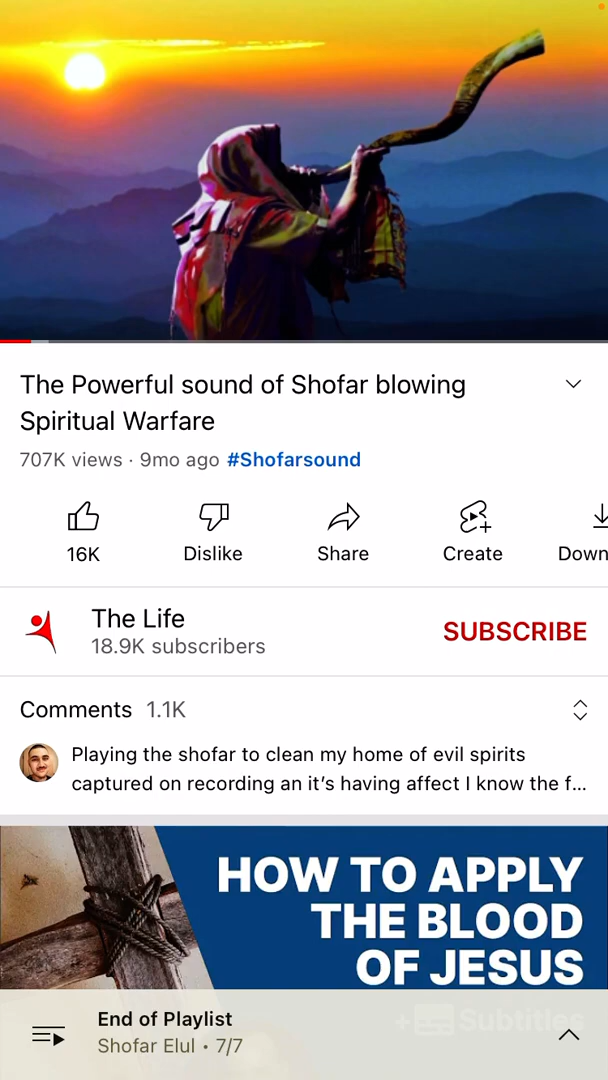 The Powerful sound of Shofar blowing
Spiritual Warfare
707K views · 9mo ago #Shofarsound
16K
Dislike
Share
Create
Down
The Life
18.9K subscribers
SUBSCRIBE
Comments 1.1K
Playing the shofar to clean my home of evil spirits
captured on recording an it’s having affect I know the f...
HOW TO APPLY
THE BLOOD
OF JESUS
+ Subtitles
End of Playlist
Shofar Elul • 7/7